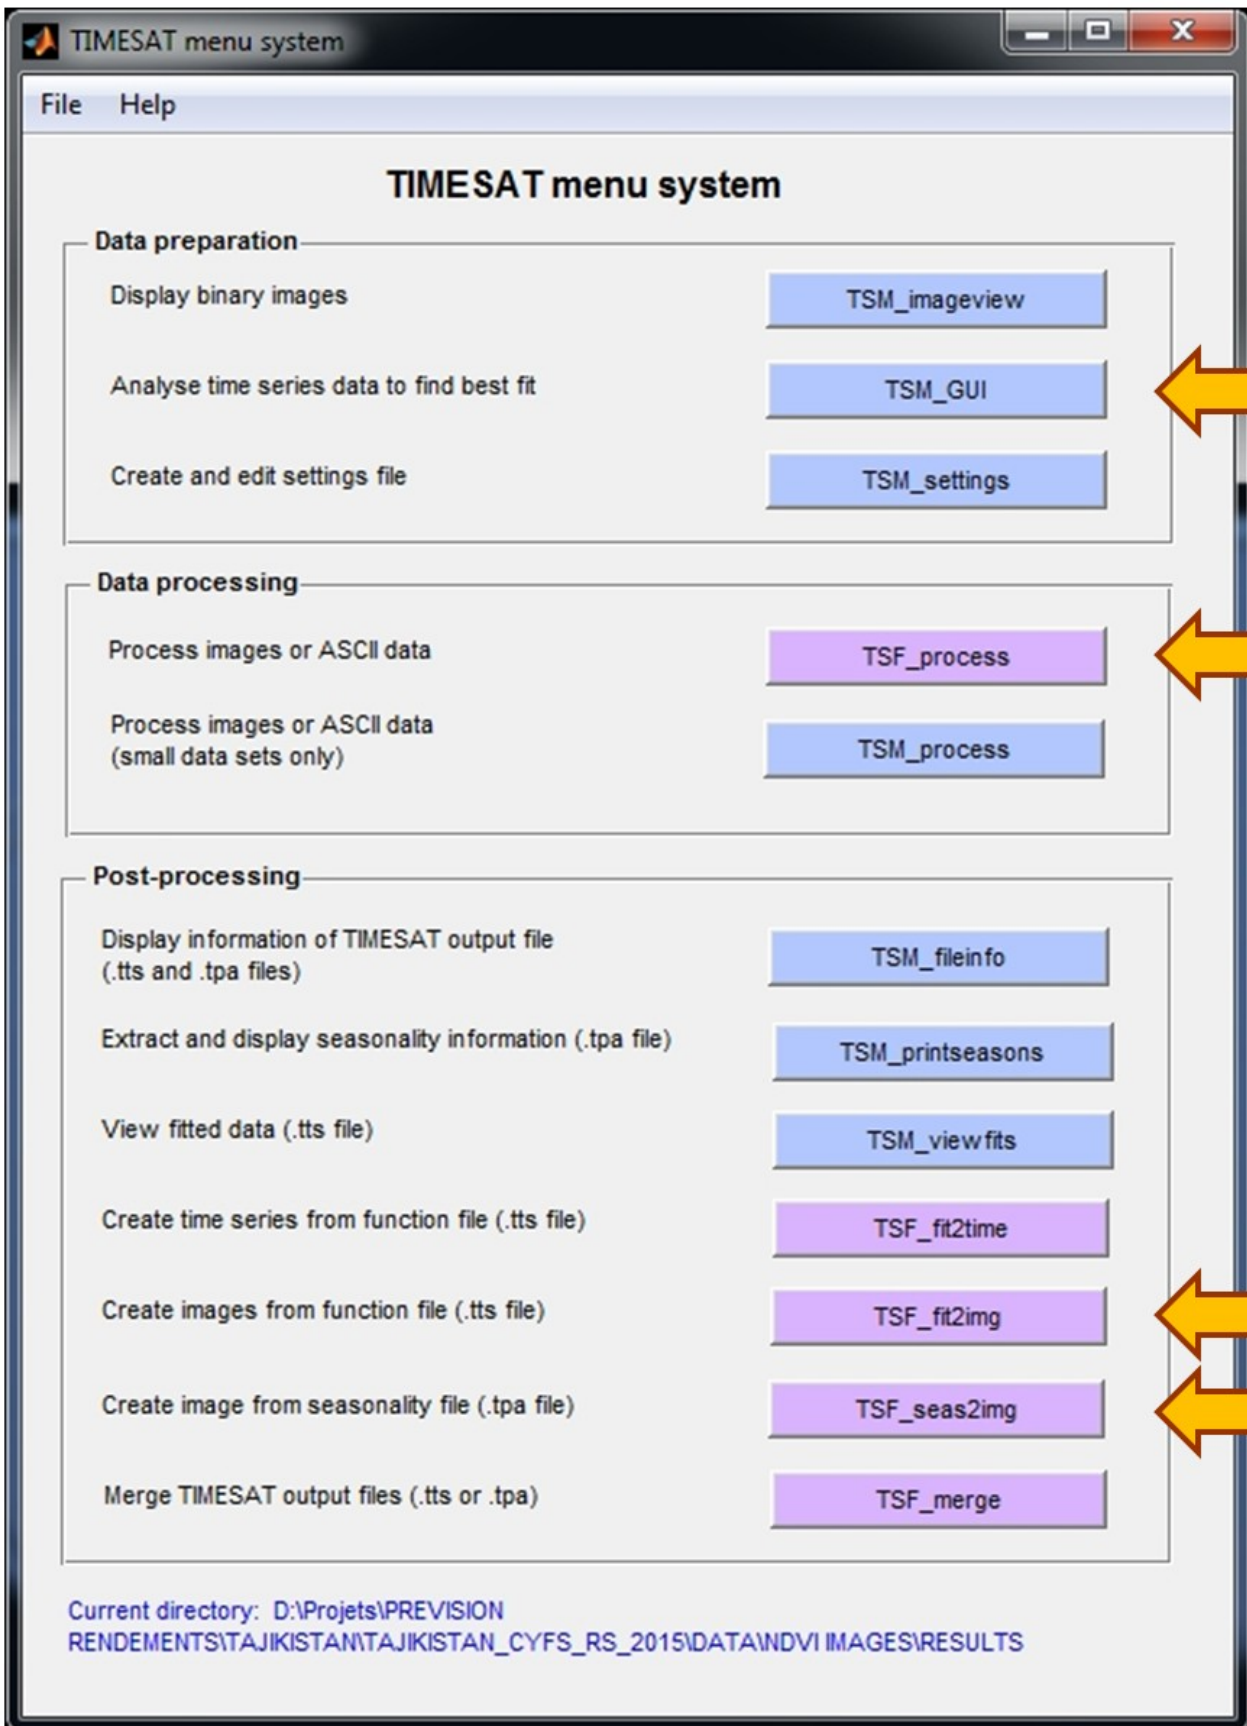 TIMESAT menu system
File Help
TIMESAT menu system
Data preparation
Display binary images TSM_imageview
Analyse time series data to find best fit TSM_GUI
Create and edit settings file TSM_settings
Data processing
Process images or ASCII data TSF_process
Process images or ASCII data
(small data sets only) TSM_process
Post-processing
Display information of TIMESAT output file
(.tts and .tpa files) TSM_fileinfo
Extract and display seasonality information (.tpa file) TSM_printseasons
View fitted data (.tts file) TSM_viewfits
Create time series from function file (.tts file) TSF_fit2time
Create images from function file (.tts file) TSF_fit2img
Create image from seasonality file (.tpa file) TSF_seas2img
Merge TIMESAT output files (.tts or .tpa) TSF_merge
Current directory: D:\Projets\PREVISION
RENDEMENTS\TAJIKISTAN\TAJIKISTAN_CYFS_RS_2015\DATA\NDVI IMAGES\RESULTS